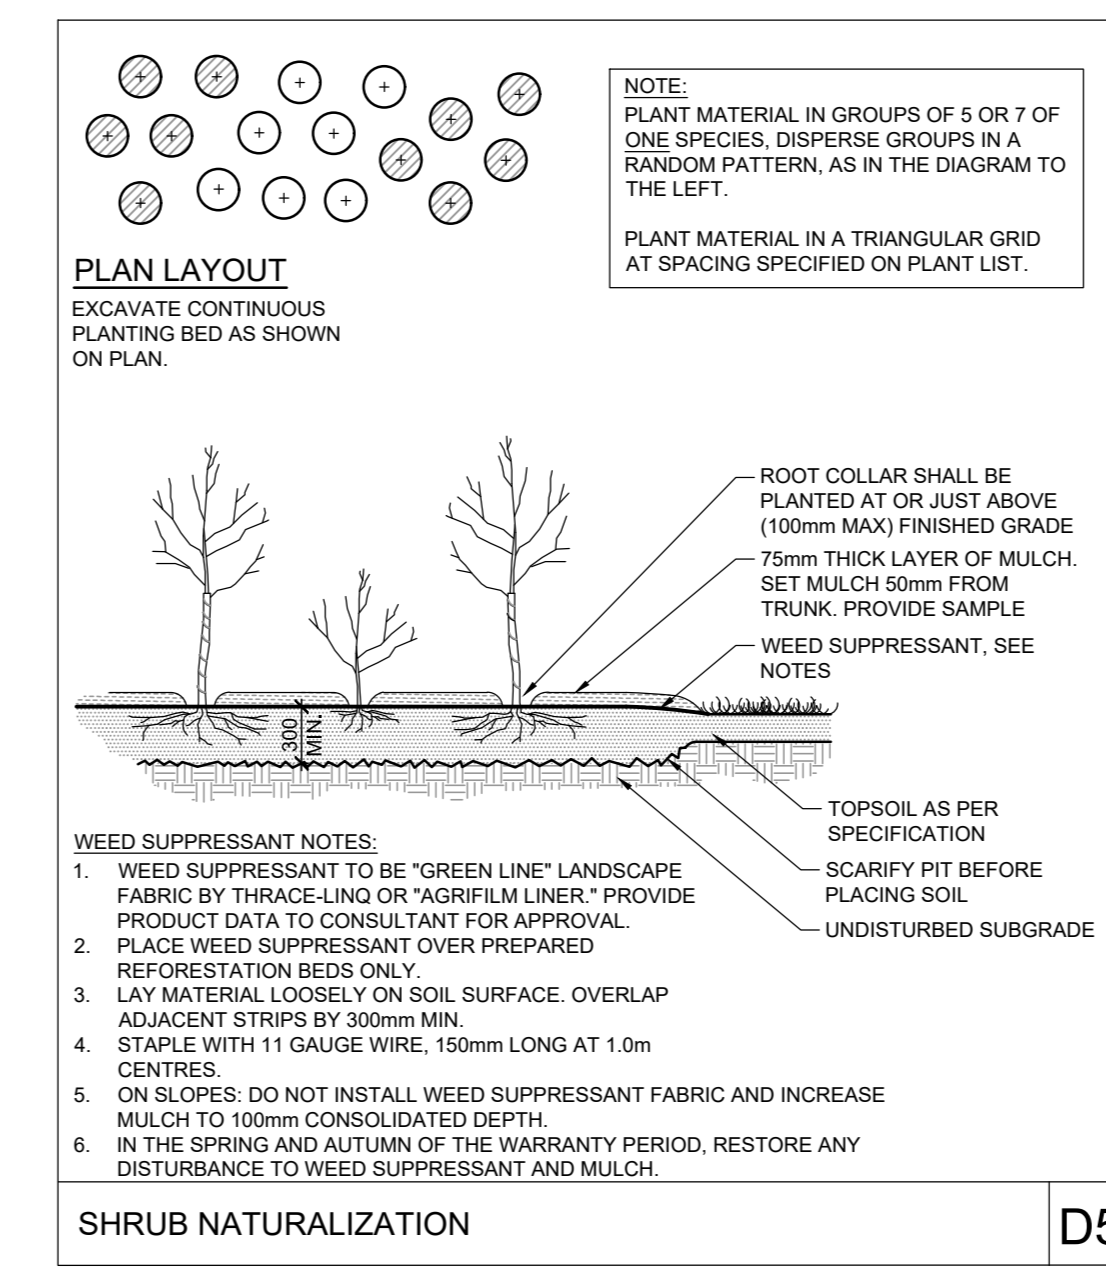 NOTE:
PLANT MATERIAL IN GROUPS OF 5 OR 7 OF
ONE SPECIES, DISPERSE GROUPS IN A
RANDOM PATTERN, AS IN THE DIAGRAM TO
THE LEFT.
PLANT MATERIAL IN A TRIANGULAR GRID
AT SPACING SPECIFIED ON PLANT LIST.
PLAN LAYOUT
EXCAVATE CONTINUOUS
PLANTING BED AS SHOWN
ON PLAN.
ROOT COLLAR SHALL BE
PLANTED AT OR JUST ABOVE
(100mm MAX) FINISHED GRADE
75mm THICK LAYER OF MULCH.
SET MULCH 50mm FROM
TRUNK. PROVIDE SAMPLE
WEED SUPPRESSANT, SEE
NOTES
300
MIN.
TOPSOIL AS PER
SPECIFICATION
SCARIFY PIT BEFORE
PLACING SOIL
UNDISTURBED SUBGRADE
WEED SUPPRESSANT NOTES:
1. WEED SUPPRESSANT TO BE "GREEN LINE" LANDSCAPE
FABRIC BY THRACE-LINQ OR "AGRIFILM LINER." PROVIDE
PRODUCT DATA TO CONSULTANT FOR APPROVAL.
2. PLACE WEED SUPPRESSANT OVER PREPARED
REFORESTATION BEDS ONLY.
3. LAY MATERIAL LOOSELY ON SOIL SURFACE. OVERLAP
ADJACENT STRIPS BY 300mm MIN.
4. STAPLE WITH 11 GAUGE WIRE, 150mm LONG AT 1.0m
CENTRES.
5. ON SLOPES: DO NOT INSTALL WEED SUPPRESSANT FABRIC AND INCREASE
MULCH TO 100mm CONSOLIDATED DEPTH.
6. IN THE SPRING AND AUTUMN OF THE WARRANTY PERIOD, RESTORE ANY
DISTURBANCE TO WEED SUPPRESSANT AND MULCH.
SHRUB NATURALIZATION
D5